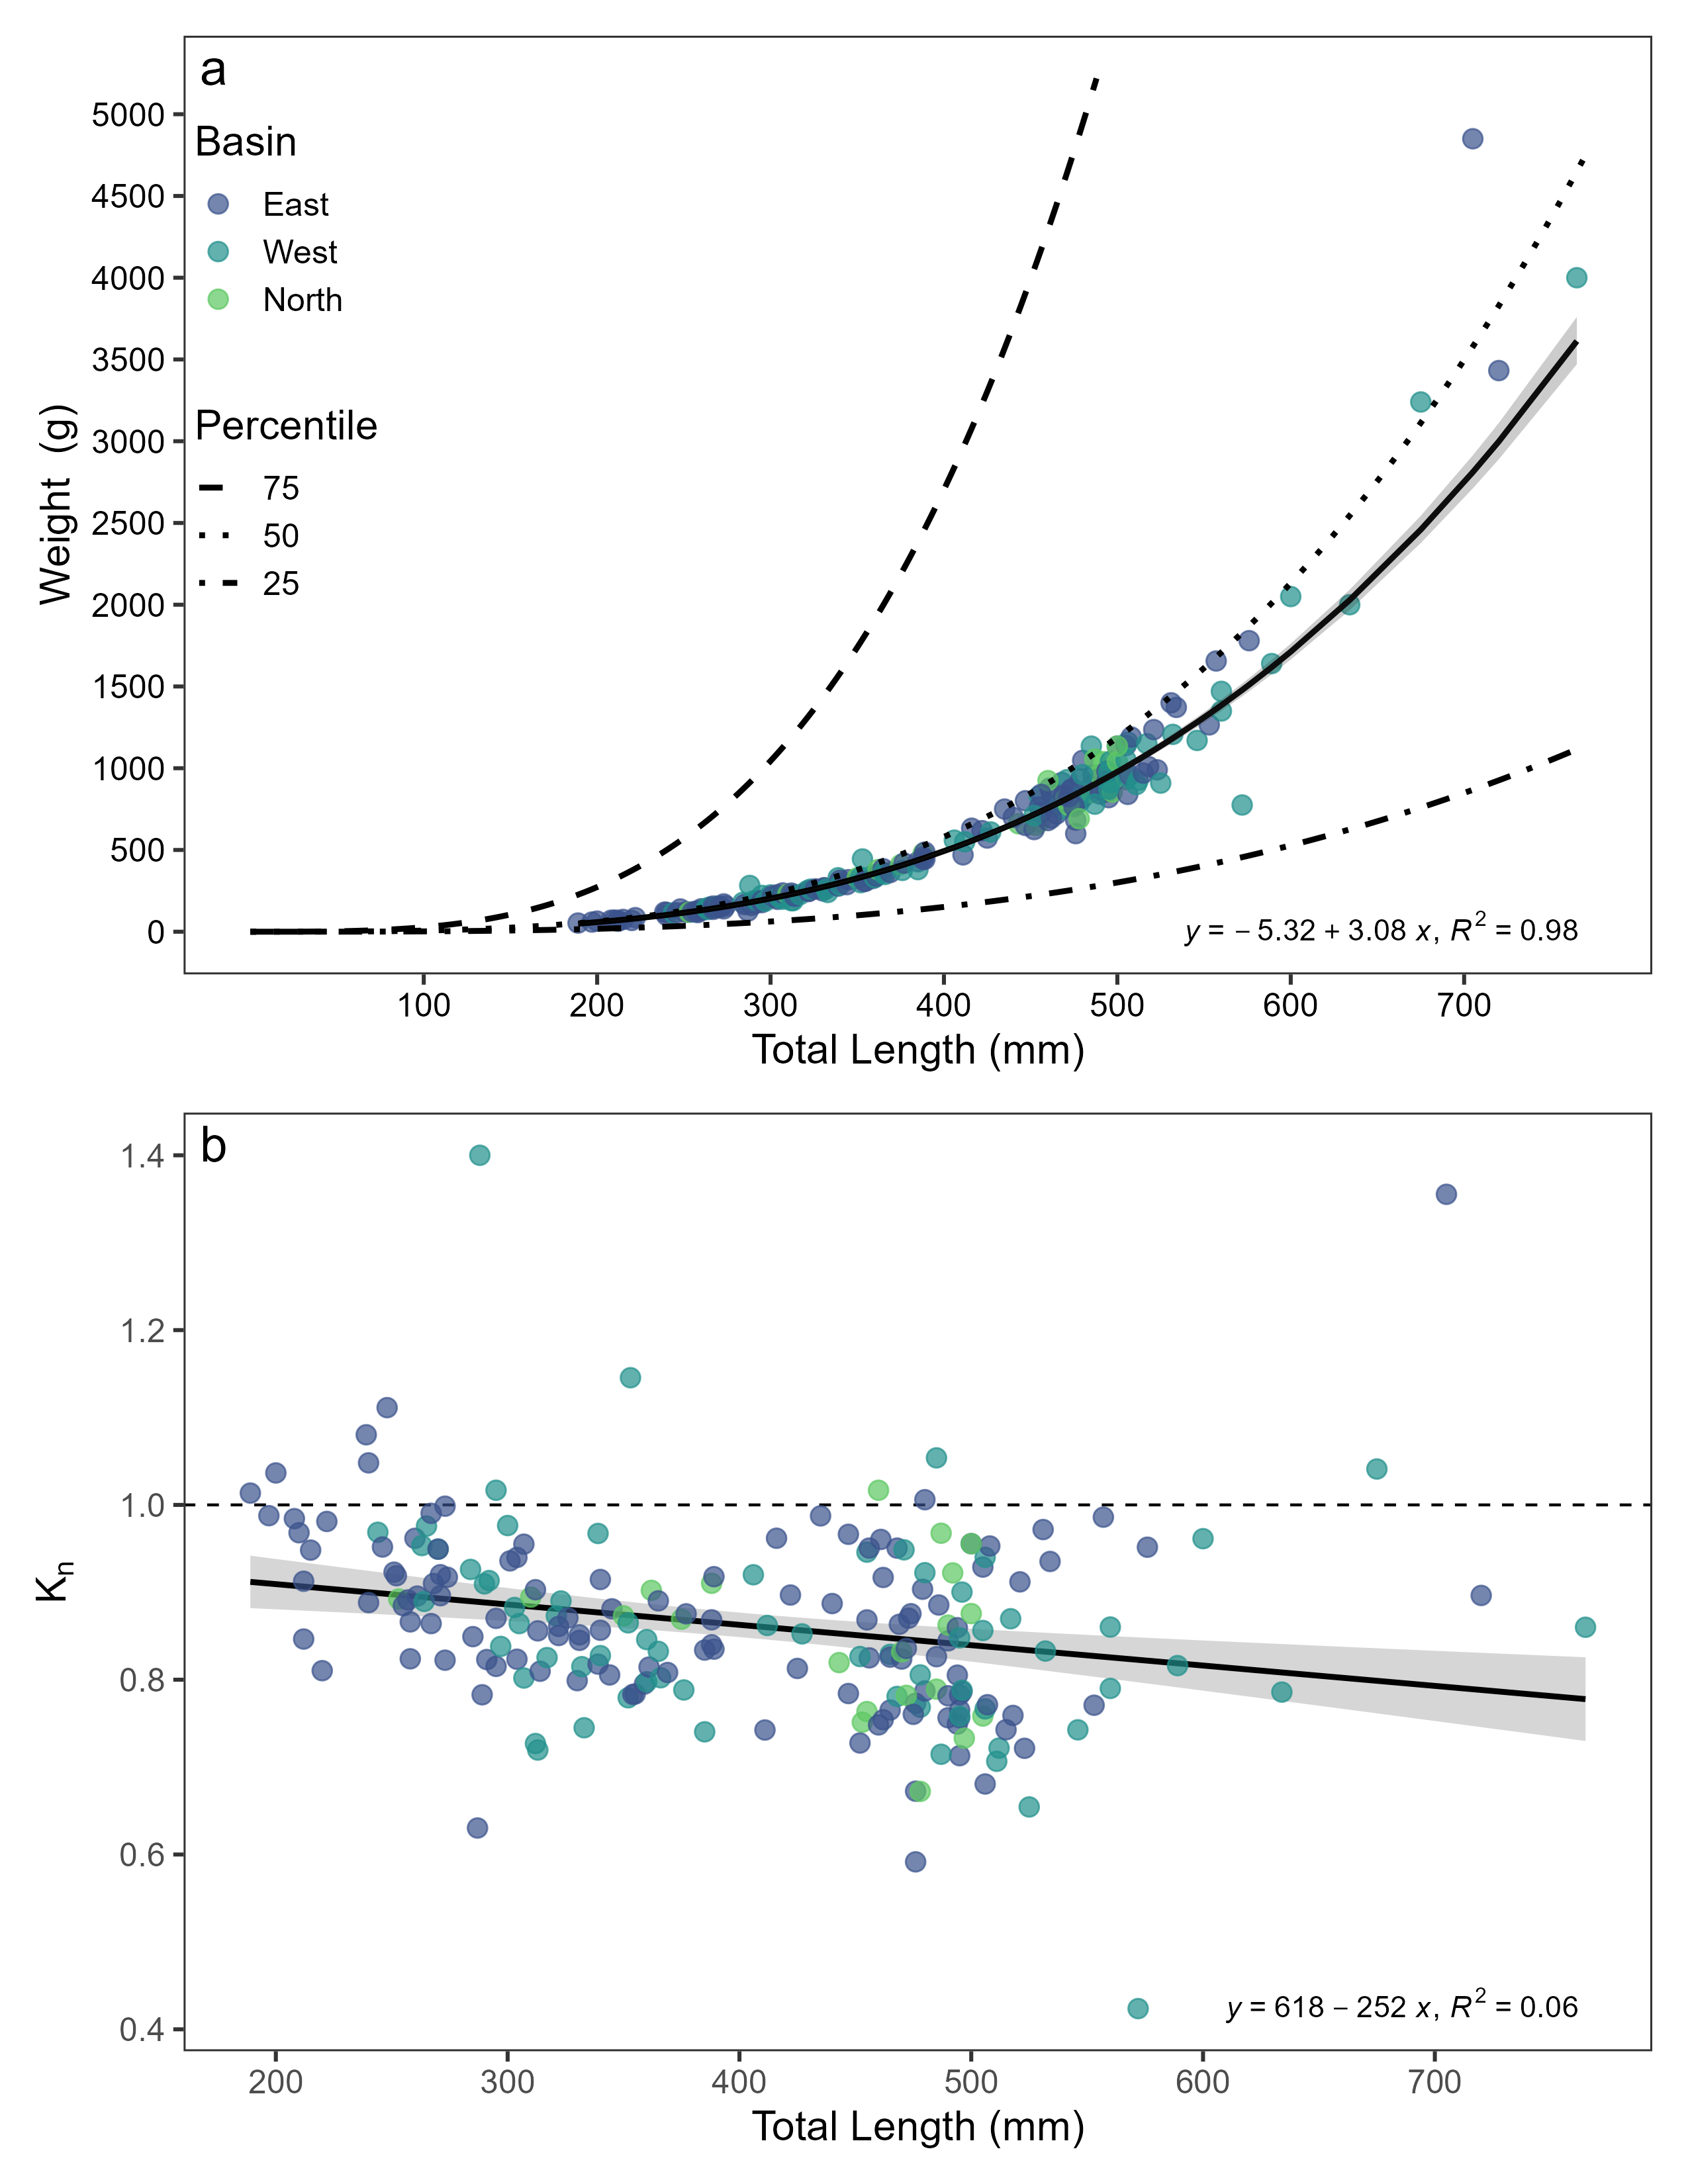 a
Basin
East
West
North
Percentile
75
50
25
Weight (g)
5000
4500
4000
3500
3000
2500
2000
1500
1000
500
0
y = − 5.32 + 3.08 x, R² = 0.98
100 200 300 400 500 600 700
Total Length (mm)
b
Kₙ
1.4
1.2
1.0
0.8
0.6
0.4
y = 618 − 252 x, R² = 0.06
200 300 400 500 600 700
Total Length (mm)